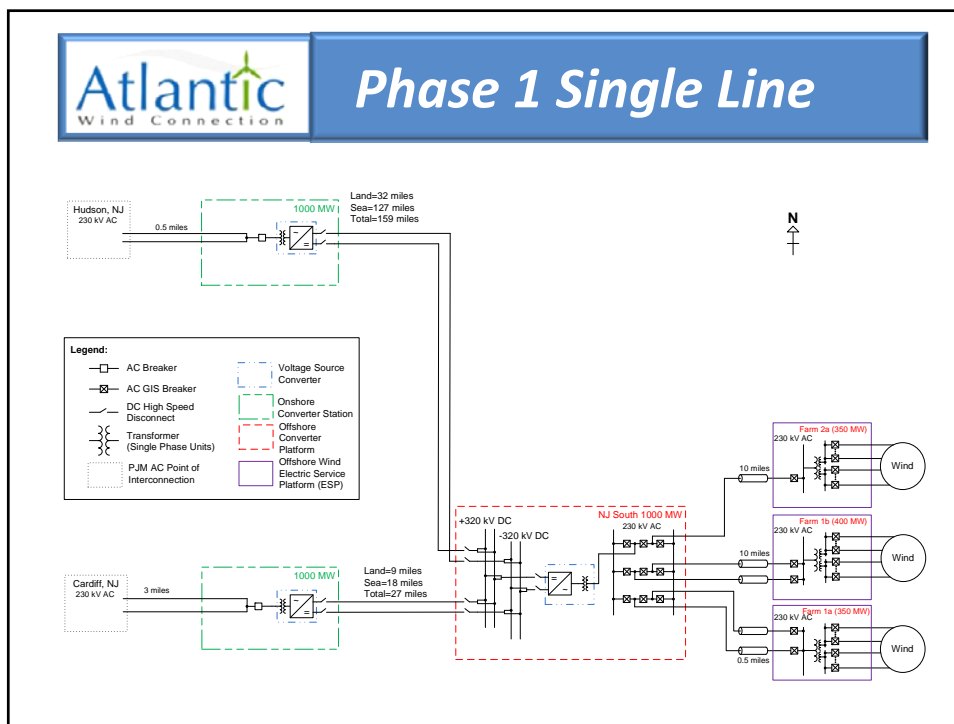 Atlantic
Wind Connection
Phase 1 Single Line
Hudson, NJ
230 kV AC
0.5 miles
1000 MW
~
=
Land=32 miles
Sea=127 miles
Total=159 miles
N
Legend:
AC Breaker
AC GIS Breaker
DC High Speed
Disconnect
Transformer
(Single Phase Units)
PJM AC Point of
Interconnection
Voltage Source
Converter
Onshore
Converter Station
Offshore
Converter
Platform
Offshore Wind
Electric Service
Platform (ESP)
Cardiff, NJ
230 kV AC
3 miles
1000 MW
~
=
Land=9 miles
Sea=18 miles
Total=27 miles
NJ South 1000 MW
+320 kV DC
-320 kV DC
230 kV AC
=
~
Farm 2a (350 MW)
230 kV AC
10 miles
Wind
Farm 1b (400 MW)
230 kV AC
10 miles
Wind
Farm 1a (350 MW)
230 kV AC
0.5 miles
Wind